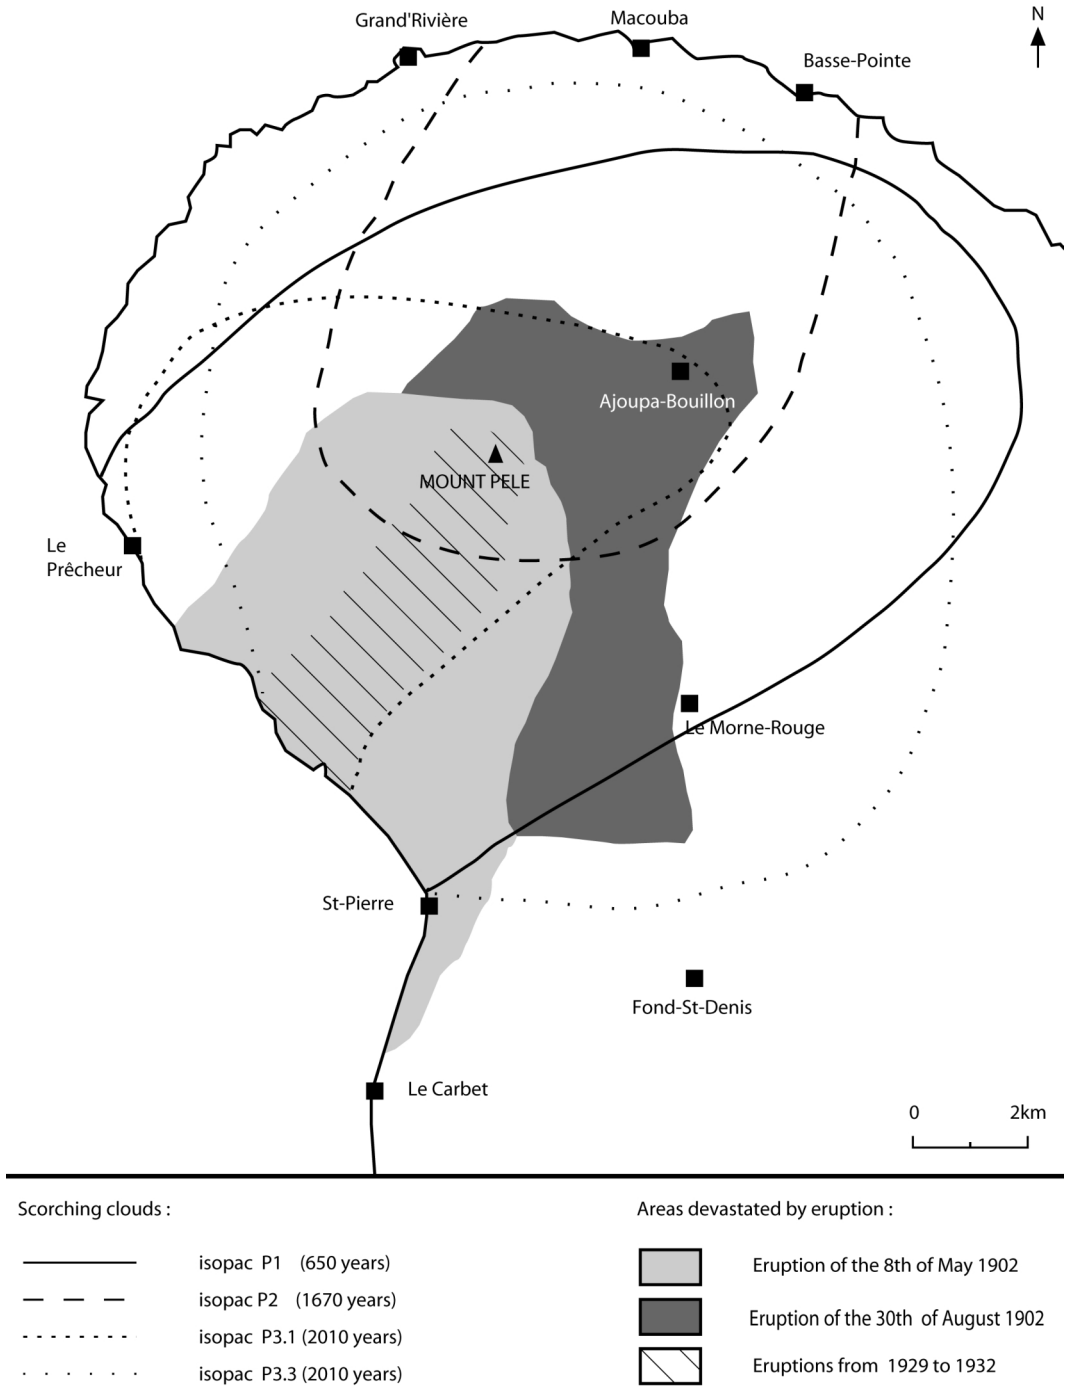 Grand'Rivière
Macouba
N
Basse-Pointe
Ajoupa-Bouillon
MOUNT PELE
Le
Prêcheur
Le Morne-Rouge
St-Pierre
Fond-St-Denis
Le Carbet
0 2km
Scorching clouds :
isopac P1 (650 years)
isopac P2 (1670 years)
isopac P3.1 (2010 years)
isopac P3.3 (2010 years)
Areas devastated by eruption :
Eruption of the 8th of May 1902
Eruption of the 30th of August 1902
Eruptions from 1929 to 1932